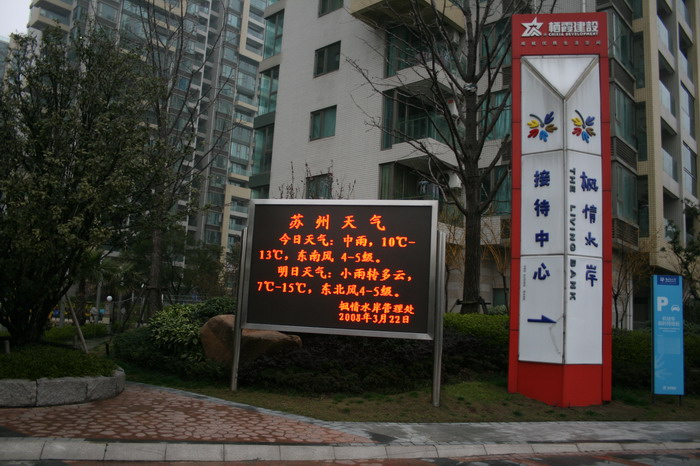 苏州天气
今日天气：中雨，10℃-
13℃，东南风 4-5级。
明日天气：小雨转多云，
7℃-15℃，东北风4-5级。
枫情水岸管理处
2008年3月22日
栖霞建設
枫情水岸
THE LIVING BANK
接待中心
P